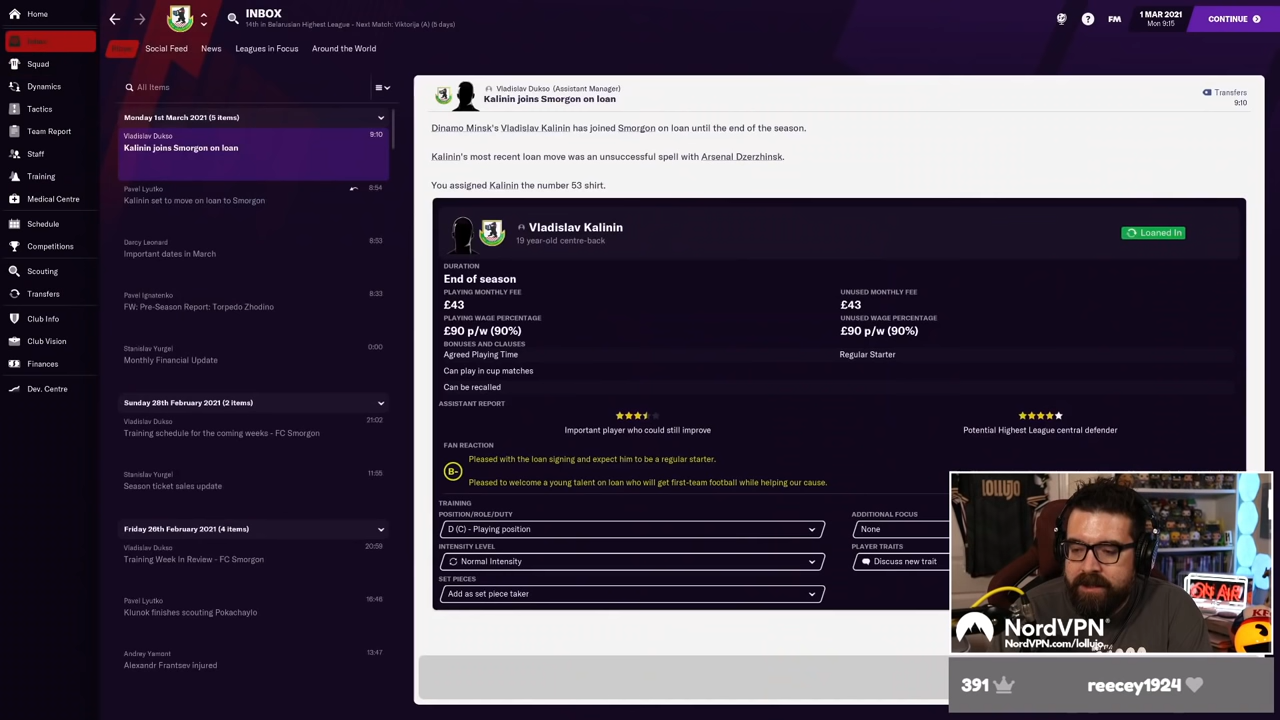 Home
INBOX
14th in Belarusian Highest League - Next Match: Viktorija (A) (5 days)
FM
1 MAR 2021
Mon 9:15
CONTINUE
Inbox
Squad
Dynamics
Tactics
Team Report
Staff
Training
Medical Centre
Schedule
Competitions
Scouting
Transfers
Club Info
Club Vision
Finances
Dev. Centre
Social Feed
News
Leagues in Focus
Around the World
All Items
Monday 1st March 2021 (5 items)
Vladislav Dukso
9:10
Kalinin joins Smorgon on loan
Pavel Lyutko
8:54
Kalinin set to move on loan to Smorgon
Darcy Leonard
8:53
Important dates in March
Pavel Ignatenko
8:33
FW: Pre-Season Report: Torpedo Zhodino
Stanislav Yurgel
0:00
Monthly Financial Update
Sunday 28th February 2021 (2 items)
Vladislav Dukso
21:02
Training schedule for the coming weeks - FC Smorgon
Stanislav Yurgel
11:55
Season ticket sales update
Friday 26th February 2021 (4 items)
Vladislav Dukso
20:59
Training Week In Review - FC Smorgon
Pavel Lyutko
16:46
Klunok finishes scouting Pokachaylo
Andrey Yamont
13:47
Alexandr Frantsev injured
Vladislav Dukso (Assistant Manager)
Kalinin joins Smorgon on loan
Transfers
9:10
Dinamo Minsk's Vladislav Kalinin has joined Smorgon on loan until the end of the season.
Kalinin's most recent loan move was an unsuccessful spell with Arsenal Dzerzhinsk.
You assigned Kalinin the number 53 shirt.
Vladislav Kalinin
19 year-old centre-back
Loaned In
DURATION
End of season
PLAYING MONTHLY FEE
UNUSED MONTHLY FEE
£43
£43
PLAYING WAGE PERCENTAGE
UNUSED WAGE PERCENTAGE
£90 p/w (90%)
£90 p/w (90%)
BONUSES AND CLAUSES
Agreed Playing Time
Regular Starter
Can play in cup matches
Can be recalled
ASSISTANT REPORT
Important player who could still improve
Potential Highest League central defender
FAN REACTION
B-
Pleased with the loan signing and expect him to be a regular starter.
Pleased to welcome a young talent on loan who will get first-team football while helping our cause.
TRAINING
POSITION/ROLE/DUTY
ADDITIONAL FOCUS
D (C) - Playing position
None
INTENSITY LEVEL
PLAYER TRAITS
Normal Intensity
Discuss new trait
SET PIECES
Add as set piece taker
lollujo
ON AIR
NordVPN®
NordVPN.com/lollujo
391
reecey1924